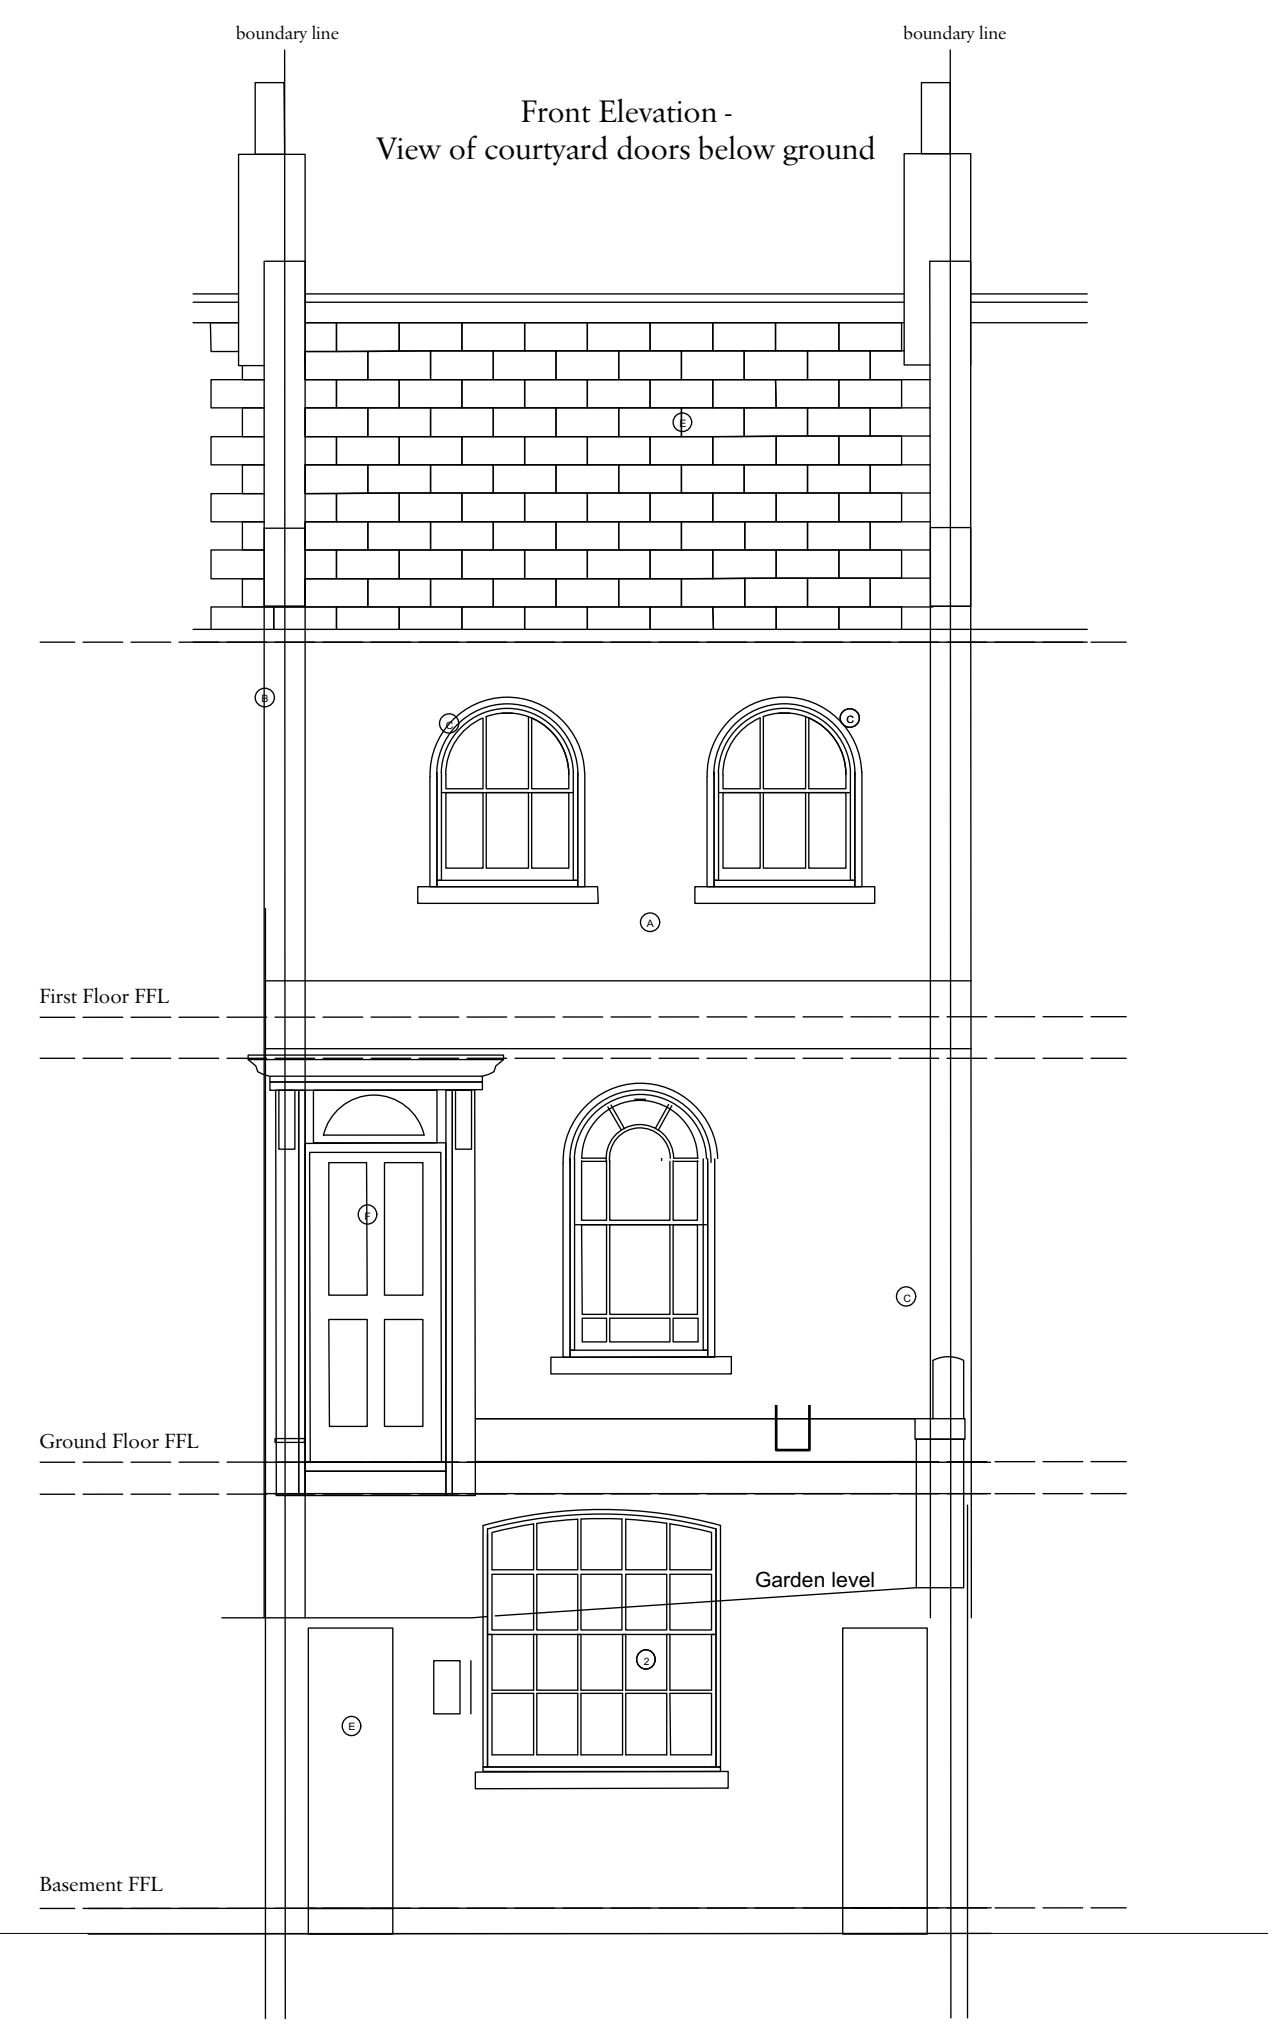 boundary line
boundary line
Front Elevation -
View of courtyard doors below ground
E
B
C
C
A
First Floor FFL
F
C
Ground Floor FFL
Garden level
2
E
Basement FFL